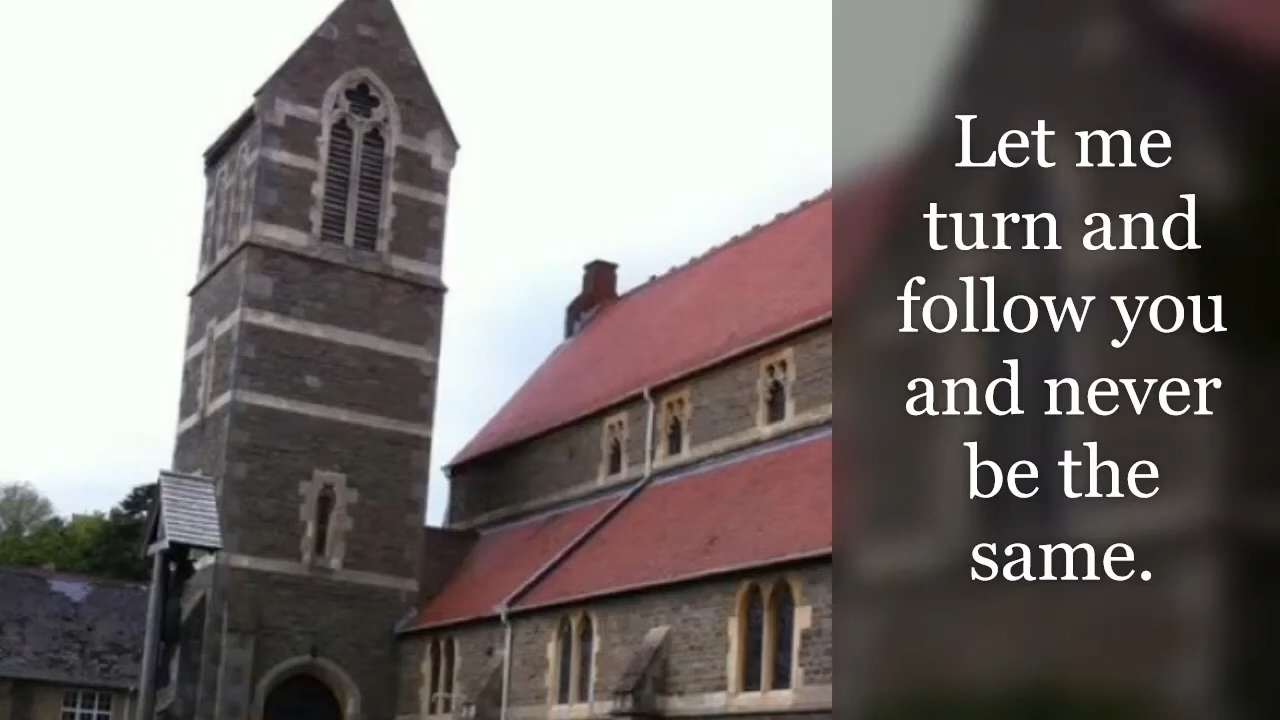 Let me
turn and
follow you
and never
be the
same.